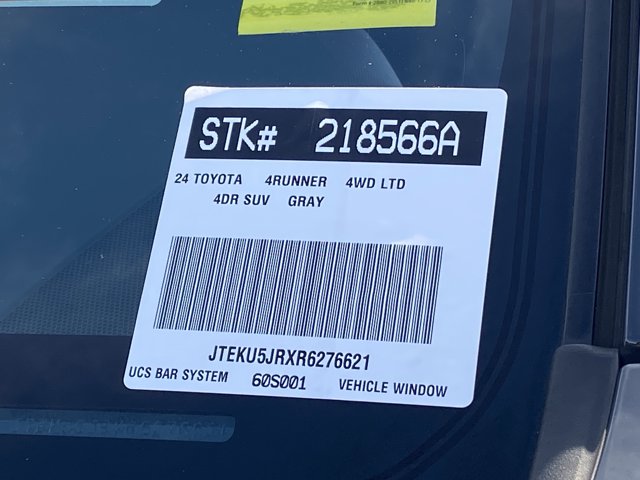 STK# 218566A
24 TOYOTA 4RUNNER 4WD LTD
4DR SUV GRAY
JTEKU5JRXR6276621
UCS BAR SYSTEM 60S001 VEHICLE WINDOW